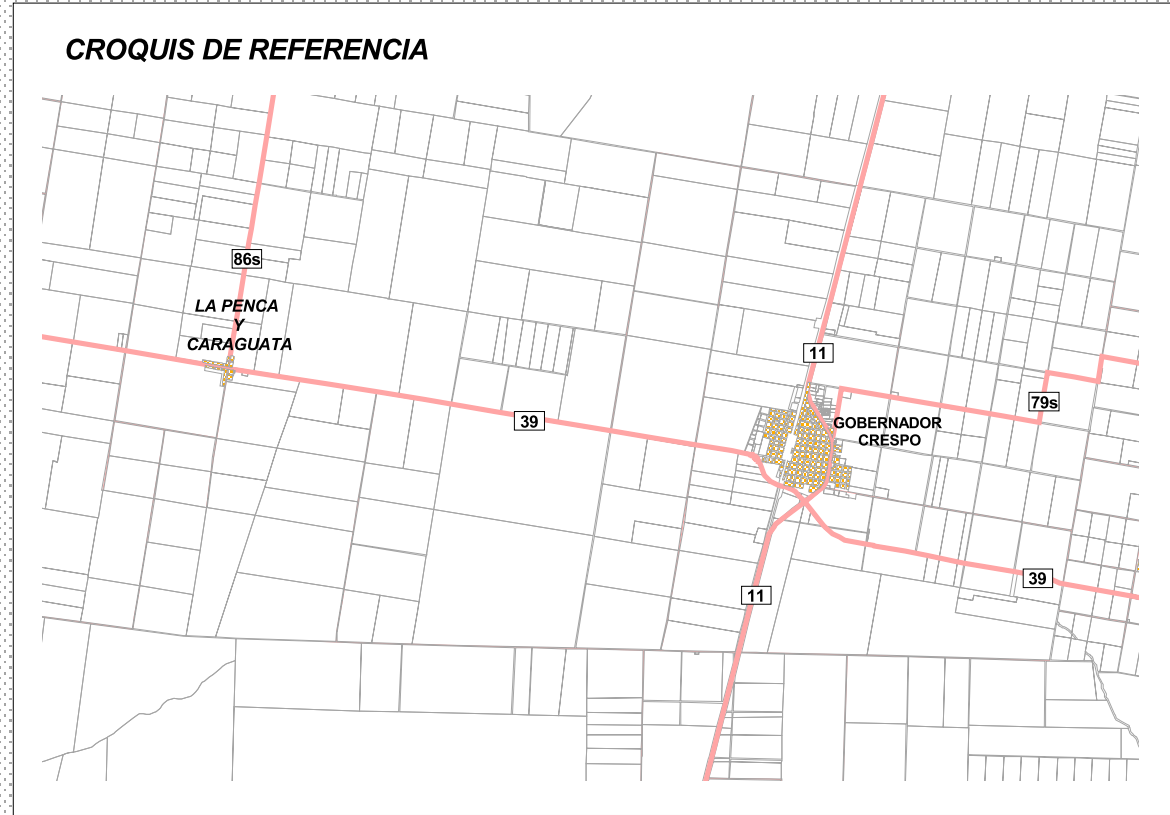 CROQUIS DE REFERENCIA
86s
LA PENCA
Y
CARAGUATA
11
79s
39
GOBERNADOR
CRESPO
39
11